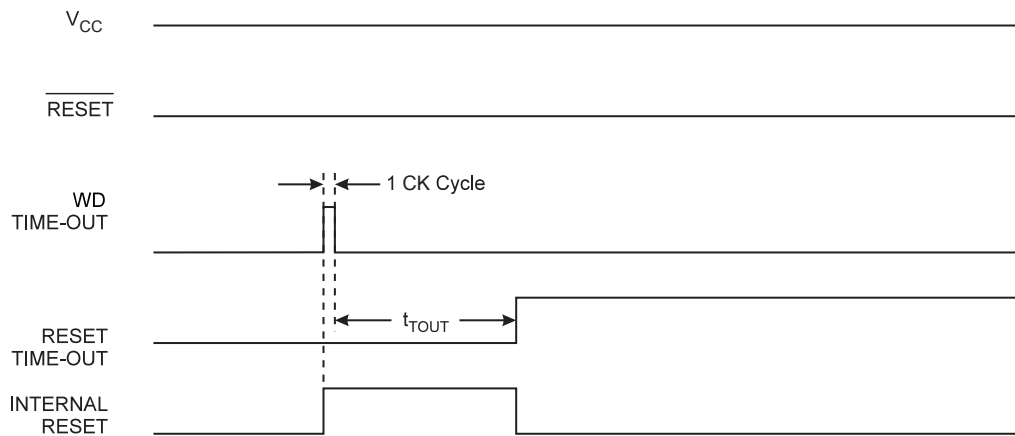 VCC
RESET
1 CK Cycle
WD
TIME-OUT
tTOUT
RESET
TIME-OUT
INTERNAL
RESET